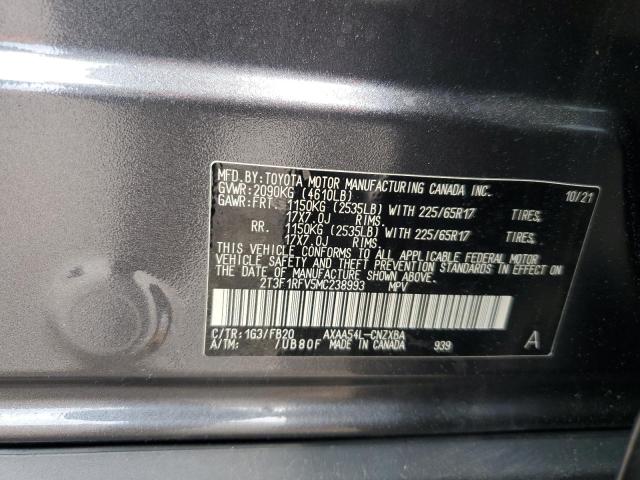 MFD.BY:TOYOTA MOTOR MANUFACTURING CANADA INC. 10/21
GVWR:2090KG (4610LB)
GAWR:FRT. 1150KG (2535LB) WITH 225/65R17 TIRES,
17X7.0J RIMS,
RR. 1150KG (2535LB) WITH 225/65R17 TIRES,
17X7.0J RIMS.
THIS VEHICLE CONFORMS TO ALL APPLICABLE FEDERAL MOTOR
VEHICLE SAFETY AND THEFT PREVENTION STANDARDS IN EFFECT ON THE
DATE OF MANUFACTURE SHOWN ABOVE.
2T3F1RFV5MC238993 MPV
C/TR:1G3/FB20 AXAA54L-CNZXBA A
A/TM: /UB80F MADE IN CANADA 939